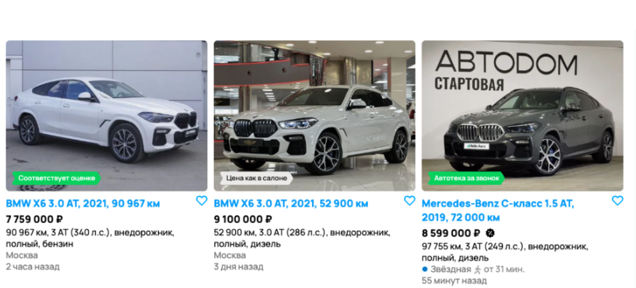 АВТОDОМ
СТАРТОВАЯ
Соответствует оценке
Цена как в салоне
Автотека за звонок
BMW X6 3.0 AT, 2021, 90 967 км
7 759 000 ₽
90 967 км, 3 AT (340 л.с.), внедорожник,
полный, бензин
Москва
2 часа назад
BMW X6 3.0 AT, 2021, 52 900 км
9 100 000 ₽
52 900 км, 3.0 AT (286 л.с.), внедорожник,
полный, дизель
Москва
3 дня назад
Mercedes-Benz C-класс 1.5 AT,
2019, 72 000 км
8 599 000 ₽
97 755 км, 3 AT (249 л.с.), внедорожник,
полный, дизель
Звёздная от 31 мин.
55 минут назад